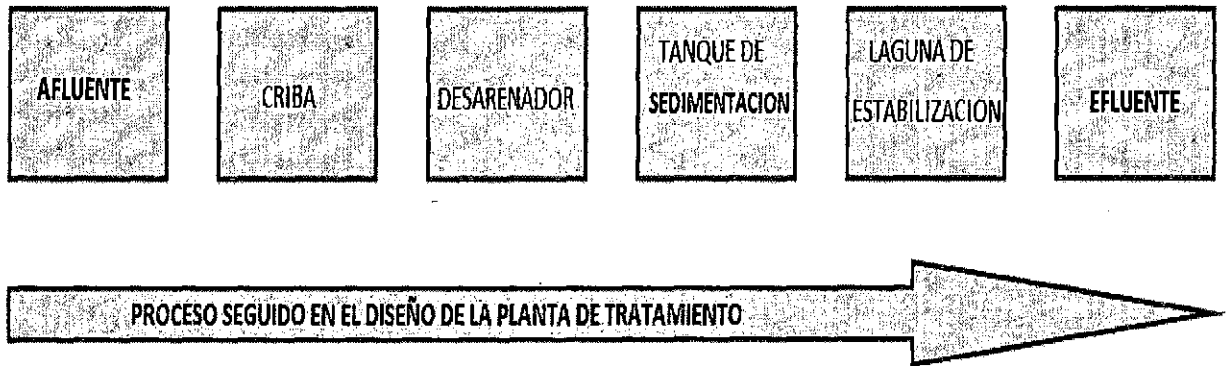 AFLUENTE
CRIBA
DESARENADOR
TANQUE DE
SEDIMENTACION
LAGUNA DE
ESTABILIZACION
EFLUENTE
PROCESO SEGUIDO EN EL DISEÑO DE LA PLANTA DE TRATAMIENTO